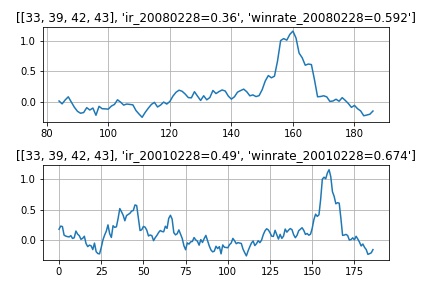 [[33, 39, 42, 43], 'ir_20080228=0.36', 'winrate_20080228=0.592']
1.0
0.5
0.0
80 100 120 140 160 180
[[33, 39, 42, 43], 'ir_20010228=0.49', 'winrate_20010228=0.674']
1.0
0.5
0.0
0 25 50 75 100 125 150 175